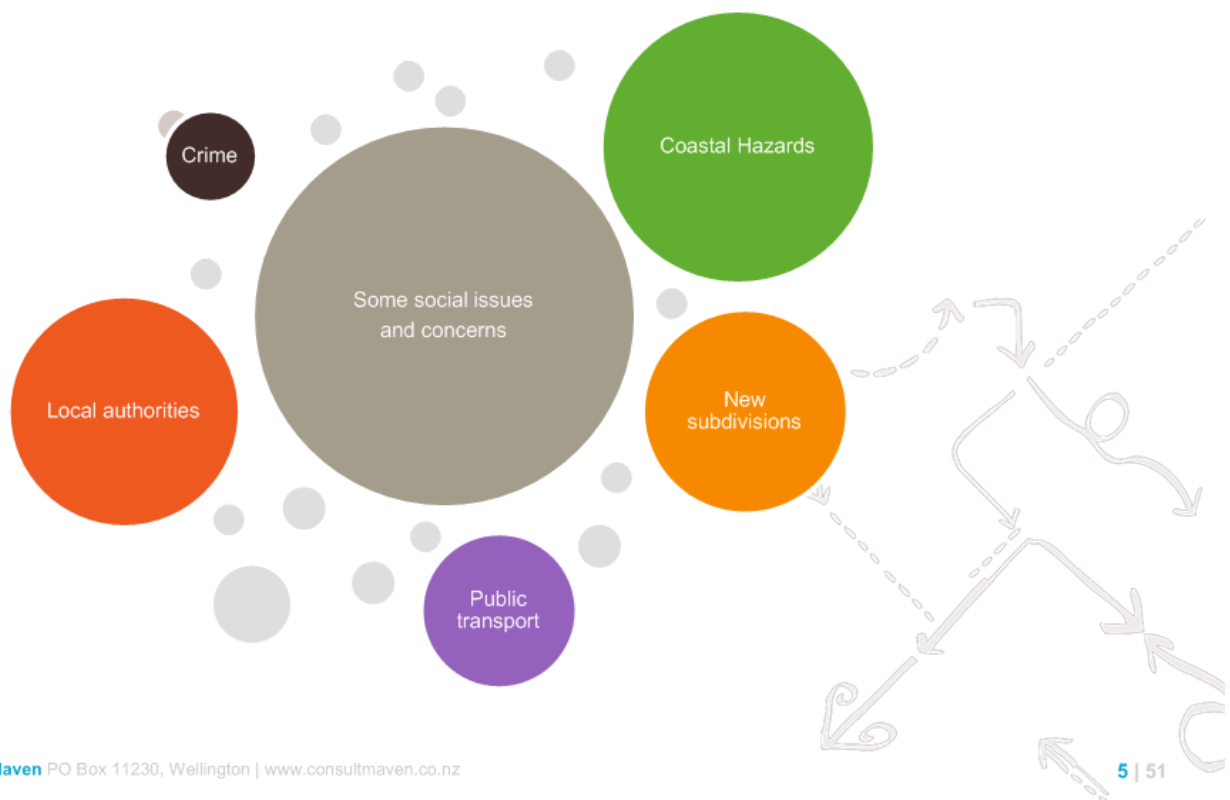 Crime
Coastal Hazards
Some social issues
and concerns
Local authorities
New
subdivisions
Public
transport
PO Box 11230, Wellington | www.consultmaven.co.nz
5 | 51